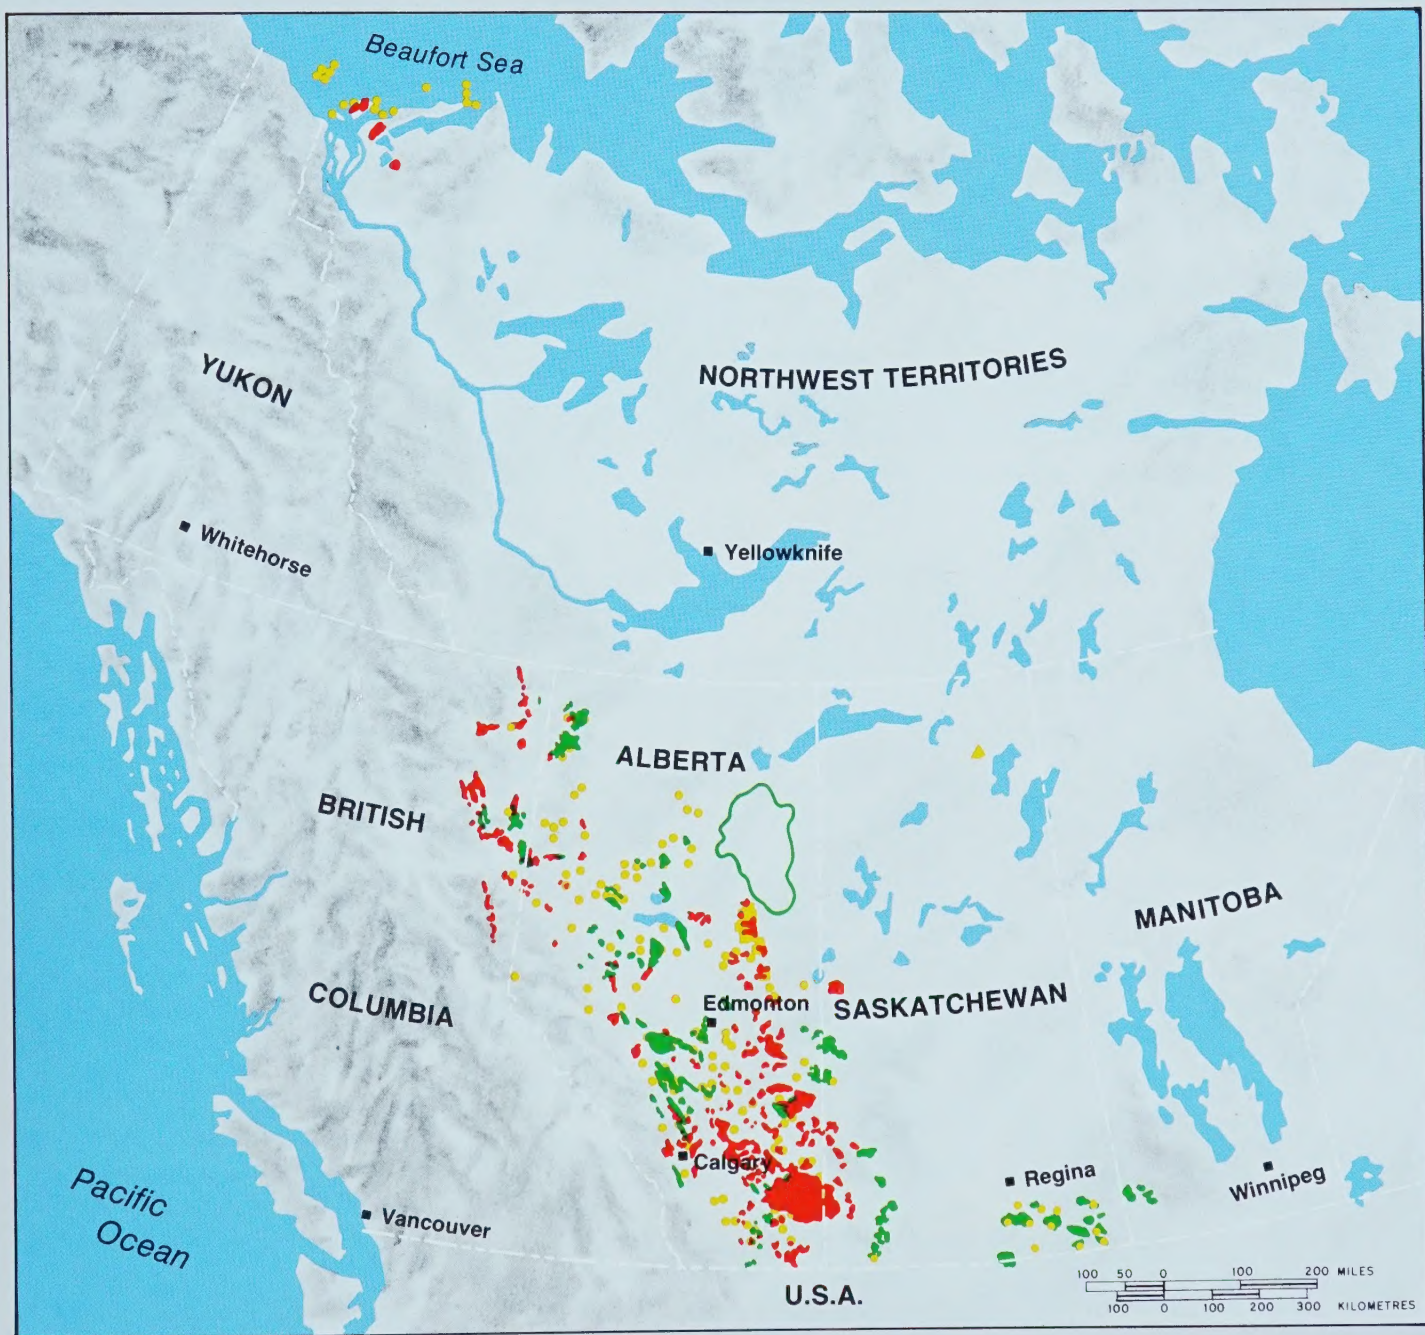 Beaufort Sea
YUKON
NORTHWEST TERRITORIES
Whitehorse
Yellowknife
ALBERTA
BRITISH
MANITOBA
COLUMBIA
Edmonton
SASKATCHEWAN
Calgary
Regina
Winnipeg
Pacific
Ocean
Vancouver
U.S.A.
100 50 0 100 200 MILES
100 0 100 200 300 KILOMETRES